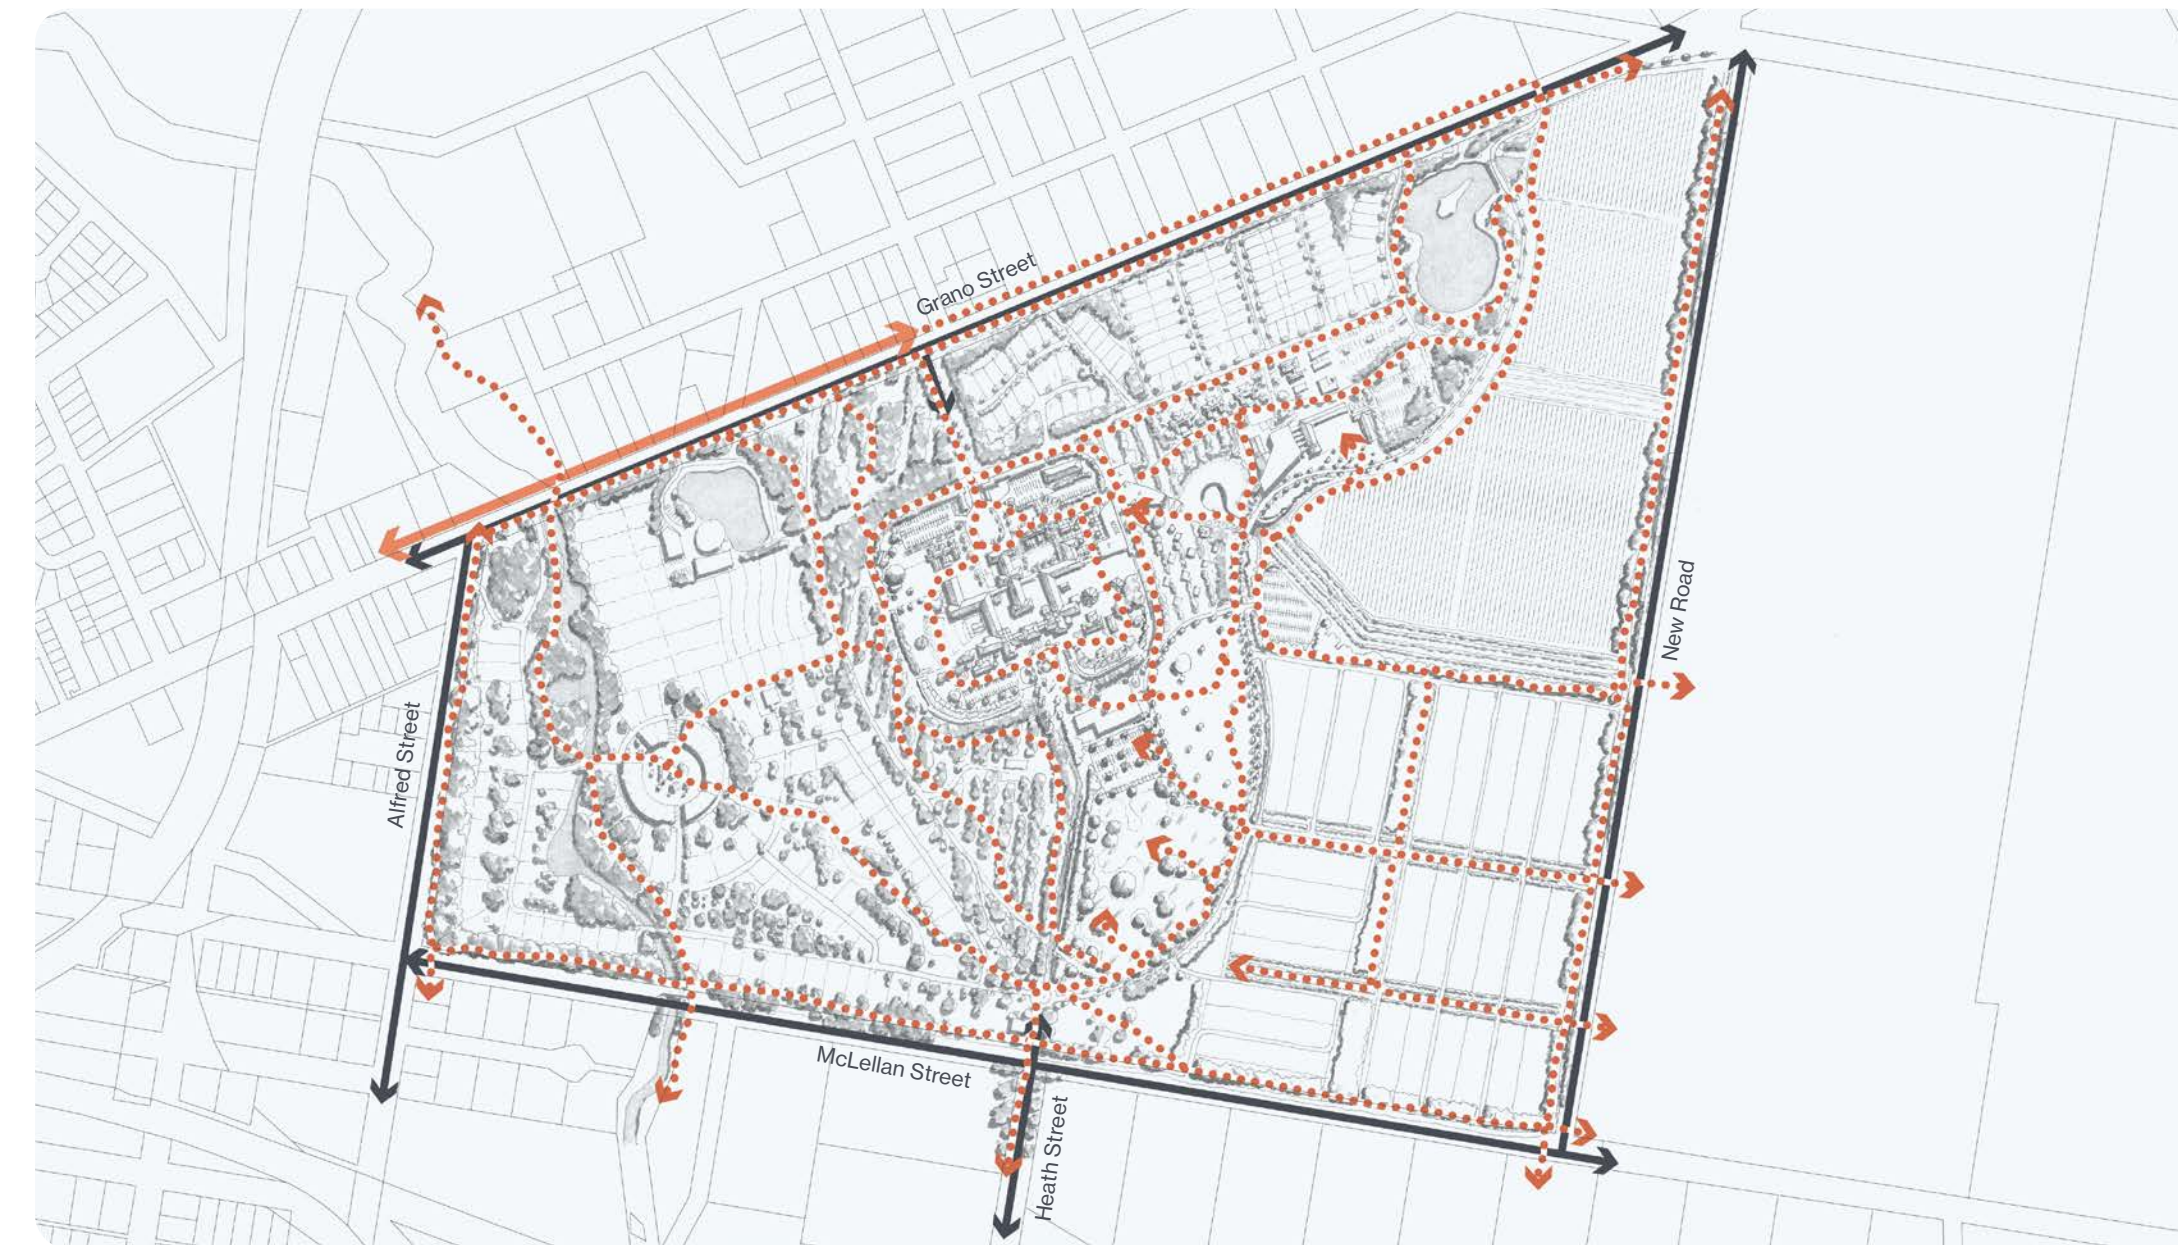 Grano Street
New Road
Alfred Street
McLellan Street
Heath Street